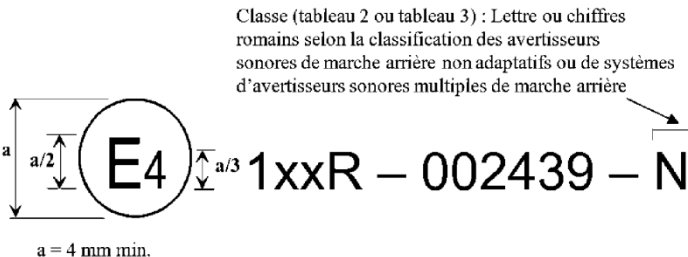 Classe (tableau 2 ou tableau 3) : Lettre ou chiffres
romains selon la classification des avertisseurs
sonores de marche arrière non adaptatifs ou de systèmes
d’avertisseurs sonores multiples de marche arrière
a a/2 E4 a/3 1xxR – 002439 – N
a = 4 mm min.